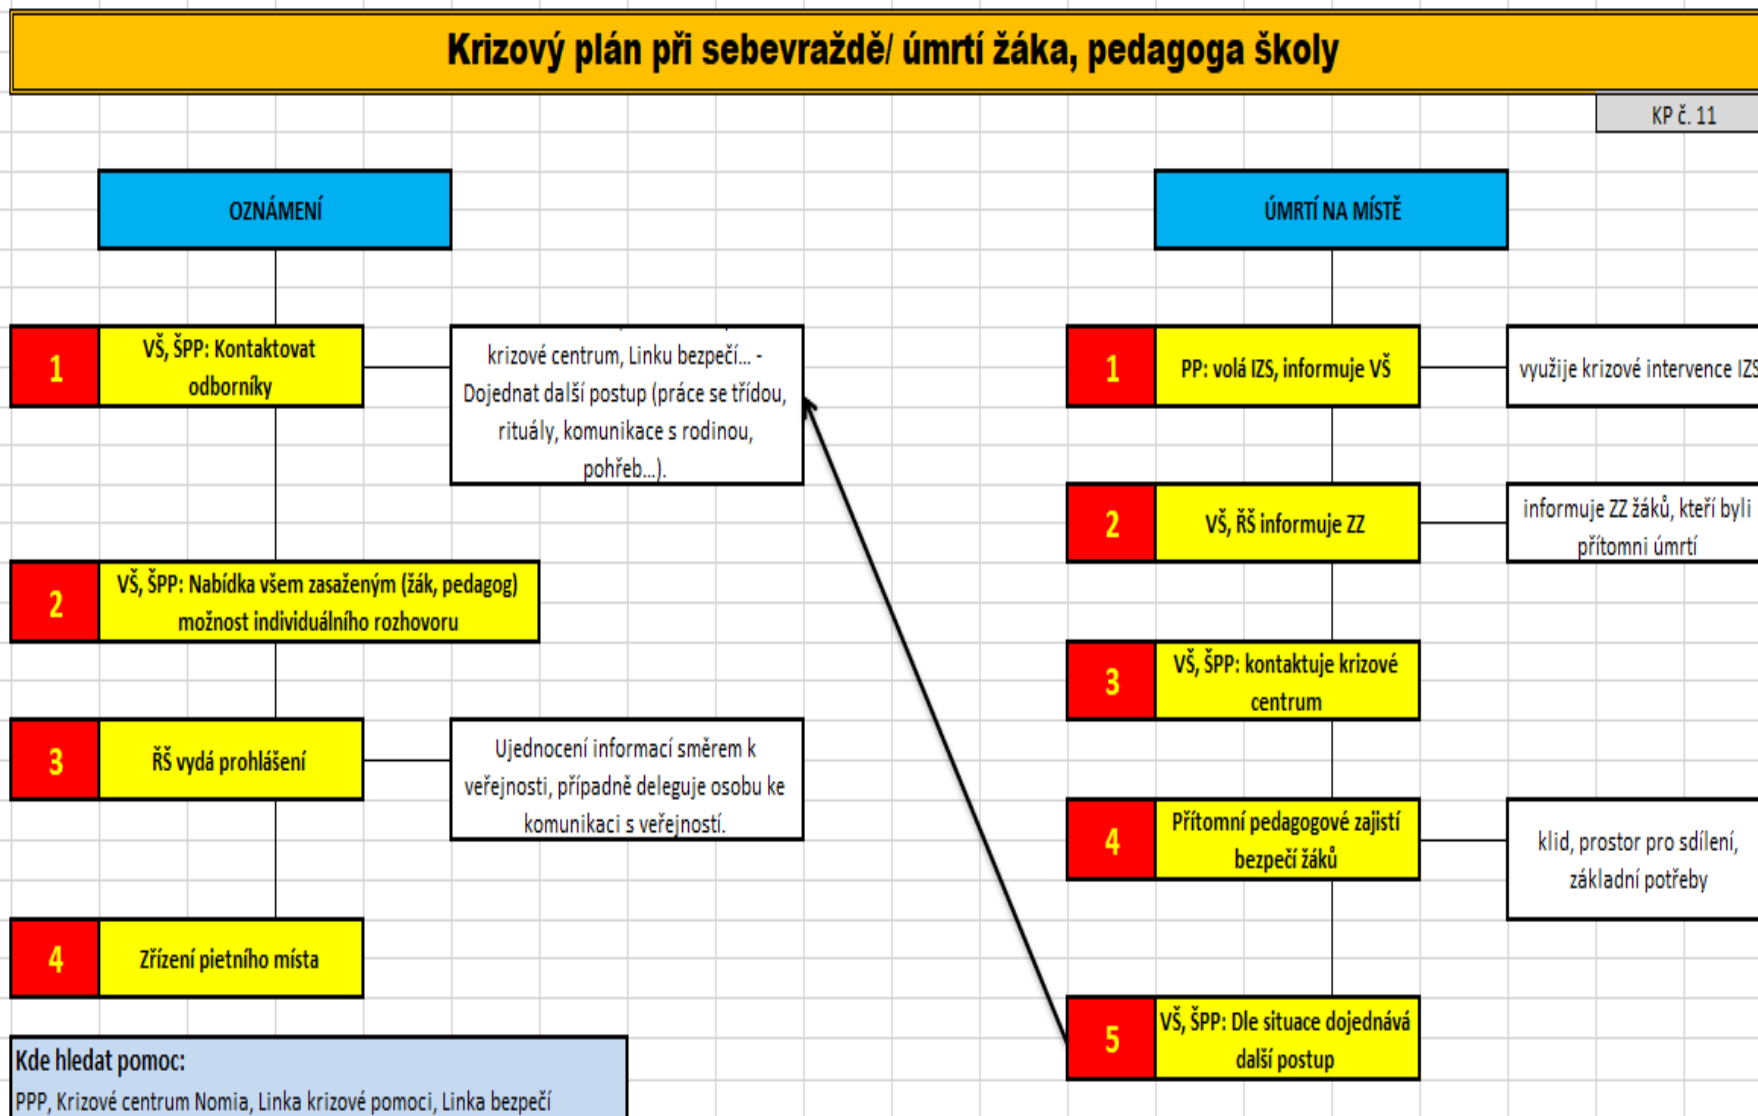 Krizový plán při sebevraždě/ úmrtí žáka, pedagoga školy
KP č. 11
OZNÁMENÍ
1
VŠ, ŠPP: Kontaktovat
odborníky
krizové centrum, Linku bezpečí... -
Dojednat další postup (práce se třídou,
rituály, komunikace s rodinou,
pohřeb...).
2
VŠ, ŠPP: Nabídka všem zasaženým (žák, pedagog)
možnost individuálního rozhovoru
3
ŘŠ vydá prohlášení
Ujednocení informací směrem k
veřejnosti, případně deleguje osobu ke
komunikaci s veřejností.
4
Zřízení pietního místa
Kde hledat pomoc:
PPP, Krizové centrum Nomia, Linka krizové pomoci, Linka bezpečí
ÚMRTÍ NA MÍSTĚ
1
PP: volá IZS, informuje VŠ
využije krizové intervence IZS
2
VŠ, ŘŠ informuje ZZ
informuje ZZ žáků, kteří byli
přítomni úmrtí
3
VŠ, ŠPP: kontaktuje krizové
centrum
4
Přítomní pedagogové zajistí
bezpečí žáků
klid, prostor pro sdílení,
základní potřeby
5
VŠ, ŠPP: Dle situace dojednává
další postup